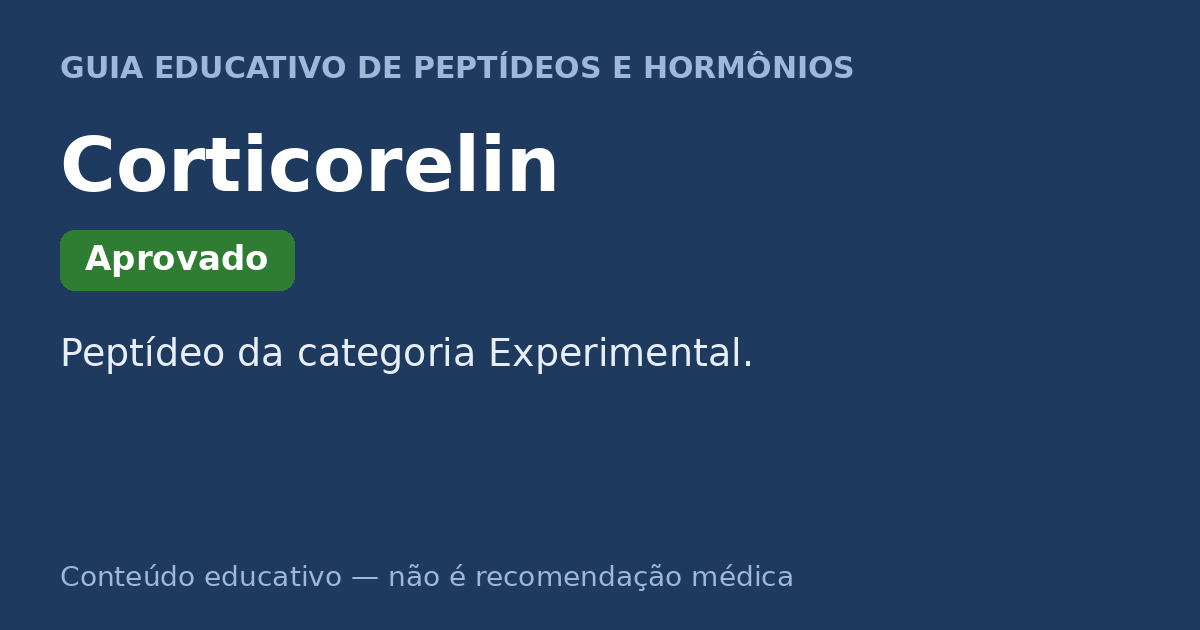 GUIA EDUCATIVO DE PEPTÍDEOS E HORMÔNIOS
Corticorelin
Aprovado
Peptídeo da categoria Experimental.
Conteúdo educativo — não é recomendação médica